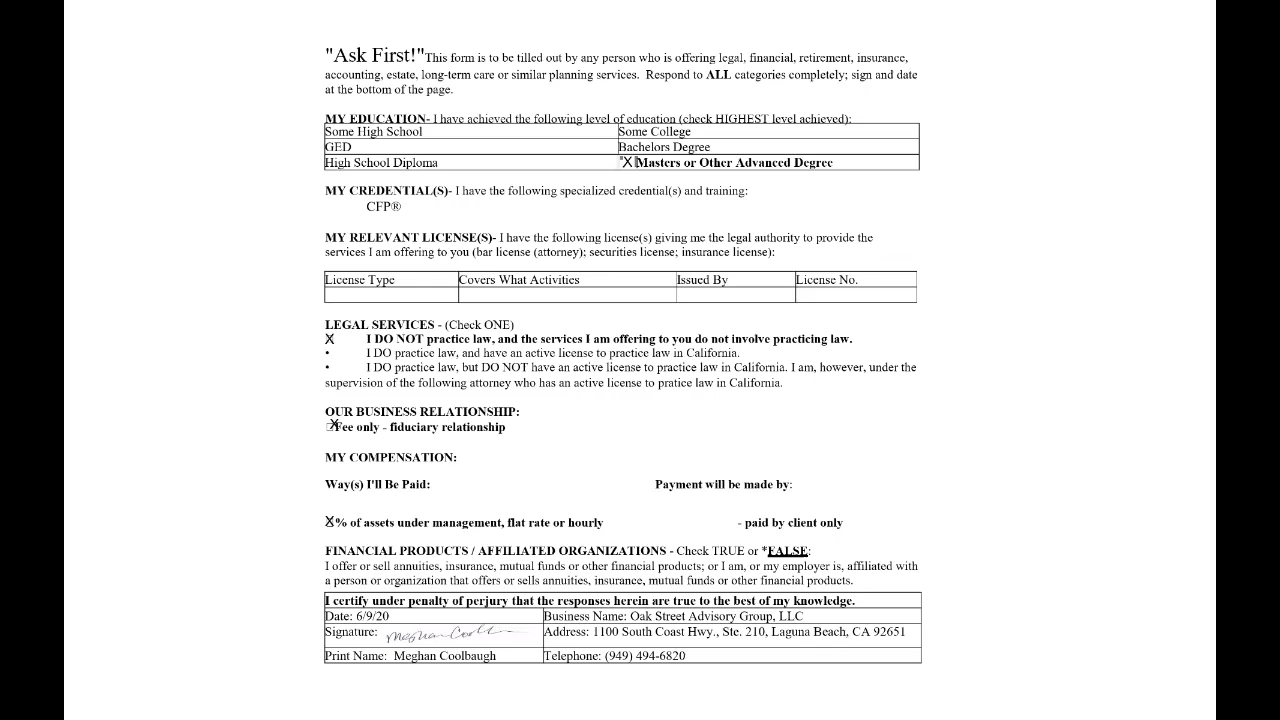 "Ask First!"This form is to be tilled out by any person who is offering legal, financial, retirement, insurance,
accounting, estate, long-term care or similar planning services.  Respond to ALL categories completely; sign and date
at the bottom of the page.
MY EDUCATION- I have achieved the following level of education (check HIGHEST level achieved):
Some High School Some College
GED Bachelors Degree
High School Diploma "X Masters or Other Advanced Degree
MY CREDENTIAL(S)- I have the following specialized credential(s) and training:
CFP®
MY RELEVANT LICENSE(S)- I have the following license(s) giving me the legal authority to provide the
services I am offering to you (bar license (attorney); securities license; insurance license):
License Type Covers What Activities Issued By License No.
LEGAL SERVICES - (Check ONE)
X I DO NOT practice law, and the services I am offering to you do not involve practicing law.
• I DO practice law, and have an active license to practice law in California.
• I DO practice law, but DO NOT have an active license to practice law in California. I am, however, under the
supervision of the following attorney who has an active license to pratice law in California.
OUR BUSINESS RELATIONSHIP:
☐X Fee only - fiduciary relationship
MY COMPENSATION:
Way(s) I'll Be Paid: Payment will be made by:
X% of assets under management, flat rate or hourly - paid by client only
FINANCIAL PRODUCTS / AFFILIATED ORGANIZATIONS - Check TRUE or *FALSE:
I offer or sell annuities, insurance, mutual funds or other financial products; or I am, or my employer is, affiliated with
a person or organization that offers or sells annuities, insurance, mutual funds or other financial products.
I certify under penalty of perjury that the responses herein are true to the best of my knowledge.
Date: 6/9/20 Business Name: Oak Street Advisory Group, LLC
Signature: Meghan Address: 1100 South Coast Hwy., Ste. 210, Laguna Beach, CA 92651
Print Name:  Meghan Coolbaugh Telephone: (949) 494-6820